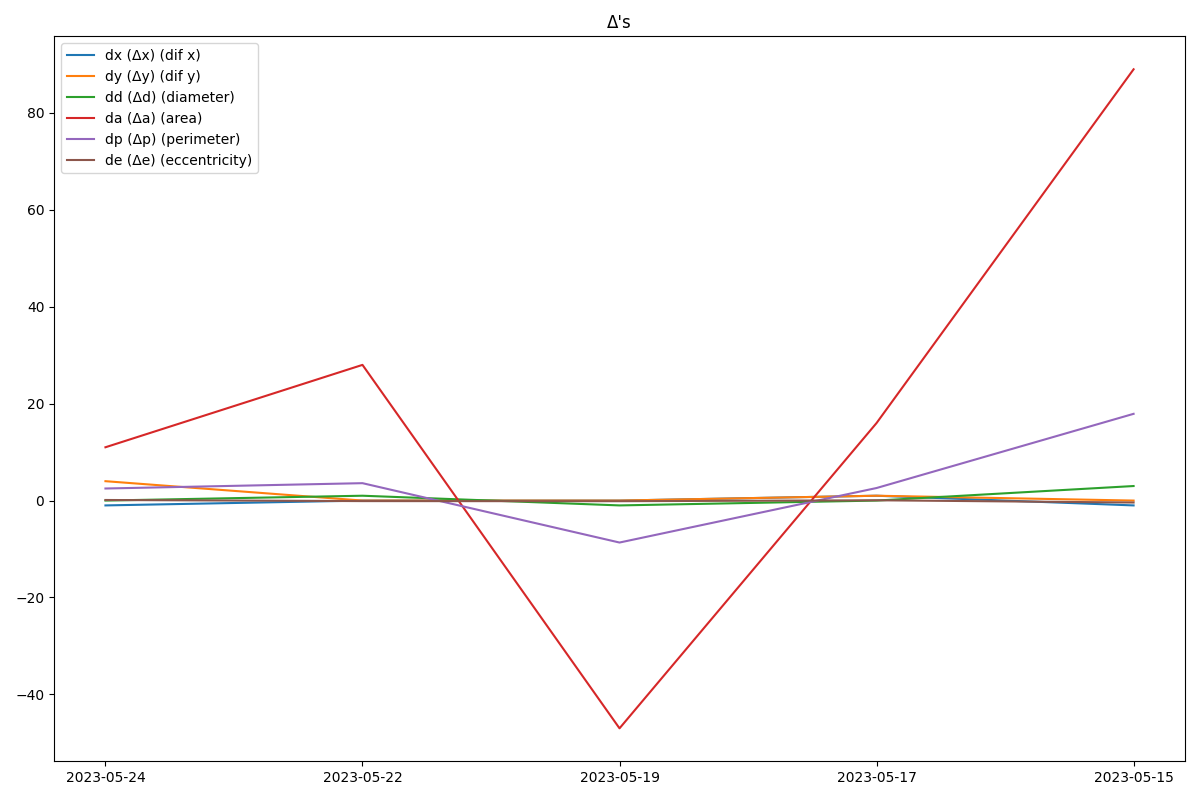 Δ's
dx (Δx) (dif x)
dy (Δy) (dif y)
dd (Δd) (diameter)
da (Δa) (area)
dp (Δp) (perimeter)
de (Δe) (eccentricity)
80
60
40
20
0
−20
−40
2023-05-24 2023-05-22 2023-05-19 2023-05-17 2023-05-15